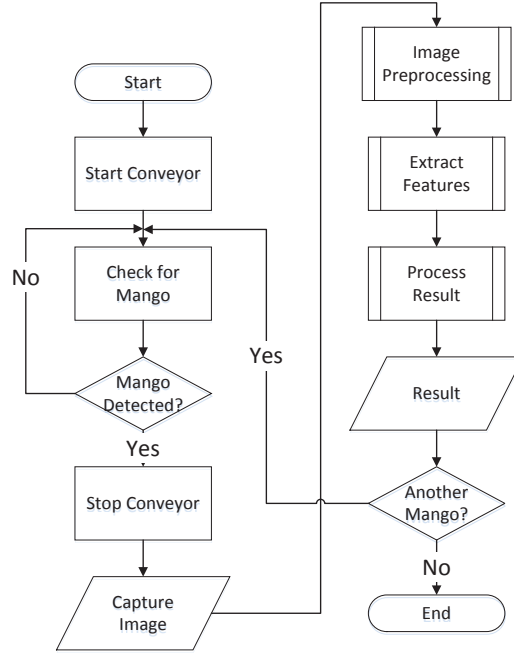 Start
Start Conveyor
Check for
Mango
No
Mango
Detected?
Yes
Stop Conveyor
Capture
Image
Image
Preprocessing
Extract
Features
Process
Result
Result
Another
Mango?
Yes
No
End